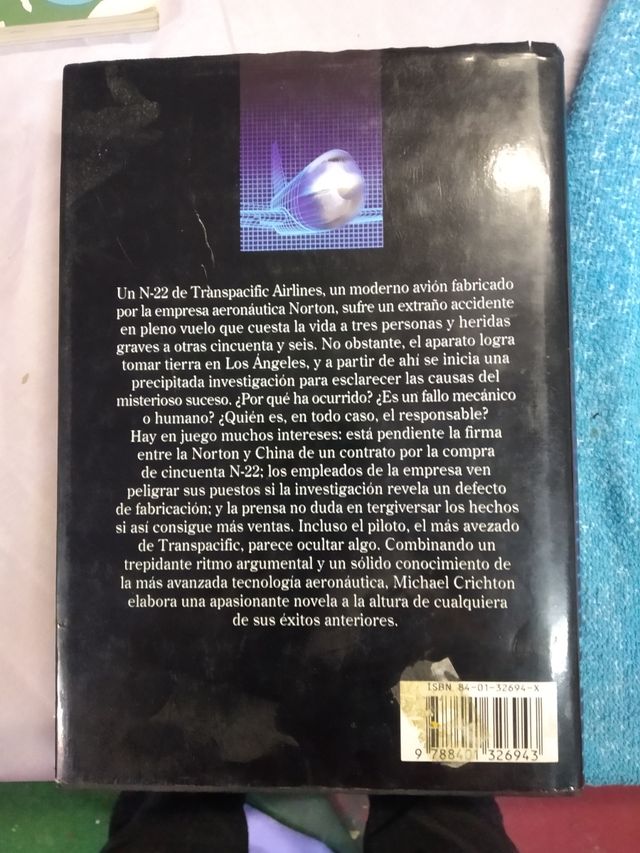 Un N-22 de Trànspacific Airlines, un moderno avión fabricado
por la empresa aeronáutica Norton, sufre un extraño accidente
en pleno vuelo que cuesta la vida a tres personas y heridas
graves a otras cincuenta y seis. No obstante, el aparato logra
tomar tierra en Los Ángeles, y a partir de ahí se inicia una
precipitada investigación para esclarecer las causas del
misterioso suceso. ¿Por qué ha ocurrido? ¿Es un fallo mecánico
o humano? ¿Quién es, en todo caso, el responsable?
Hay en juego muchos intereses: está pendiente la firma
entre la Norton y China de un contrato por la compra
de cincuenta N-22; los empleados de la empresa ven
peligrar sus puestos si la investigación revela un defecto
de fabricación; y la prensa no duda en tergiversar los hechos
si así consigue más ventas. Incluso el piloto, el más avezado
de Transpacific, parece ocultar algo. Combinando un
trepidante ritmo argumental y un sólido conocimiento de
la más avanzada tecnología aeronáutica, Michael Crichton
elabora una apasionante novela a la altura de cualquiera
de sus éxitos anteriores.
ISBN 84-01-32694-X
9 788401 326943